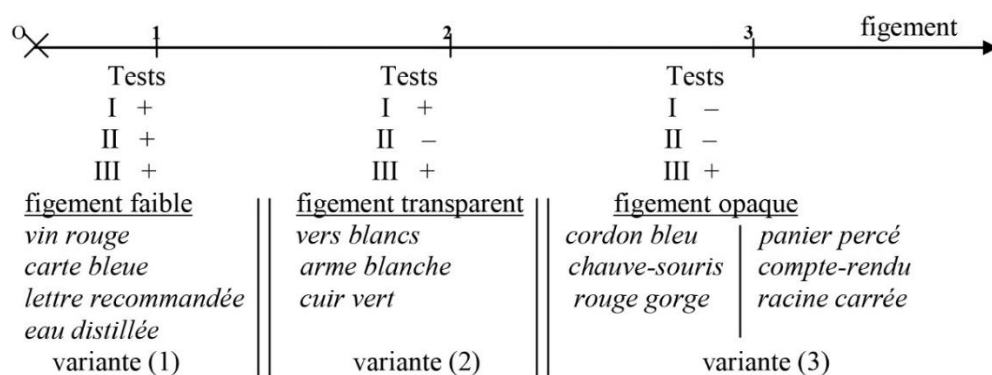 O 1 2 3 figement
Tests Tests Tests
I + I + I –
II + II – II –
III + III + III +
figement faible figement transparent figement opaque
vin rouge vers blancs cordon bleu panier percé
carte bleue arme blanche chauve-souris compte-rendu
lettre recommandée cuir vert rouge gorge racine carrée
eau distillée
variante (1) variante (2) variante (3)